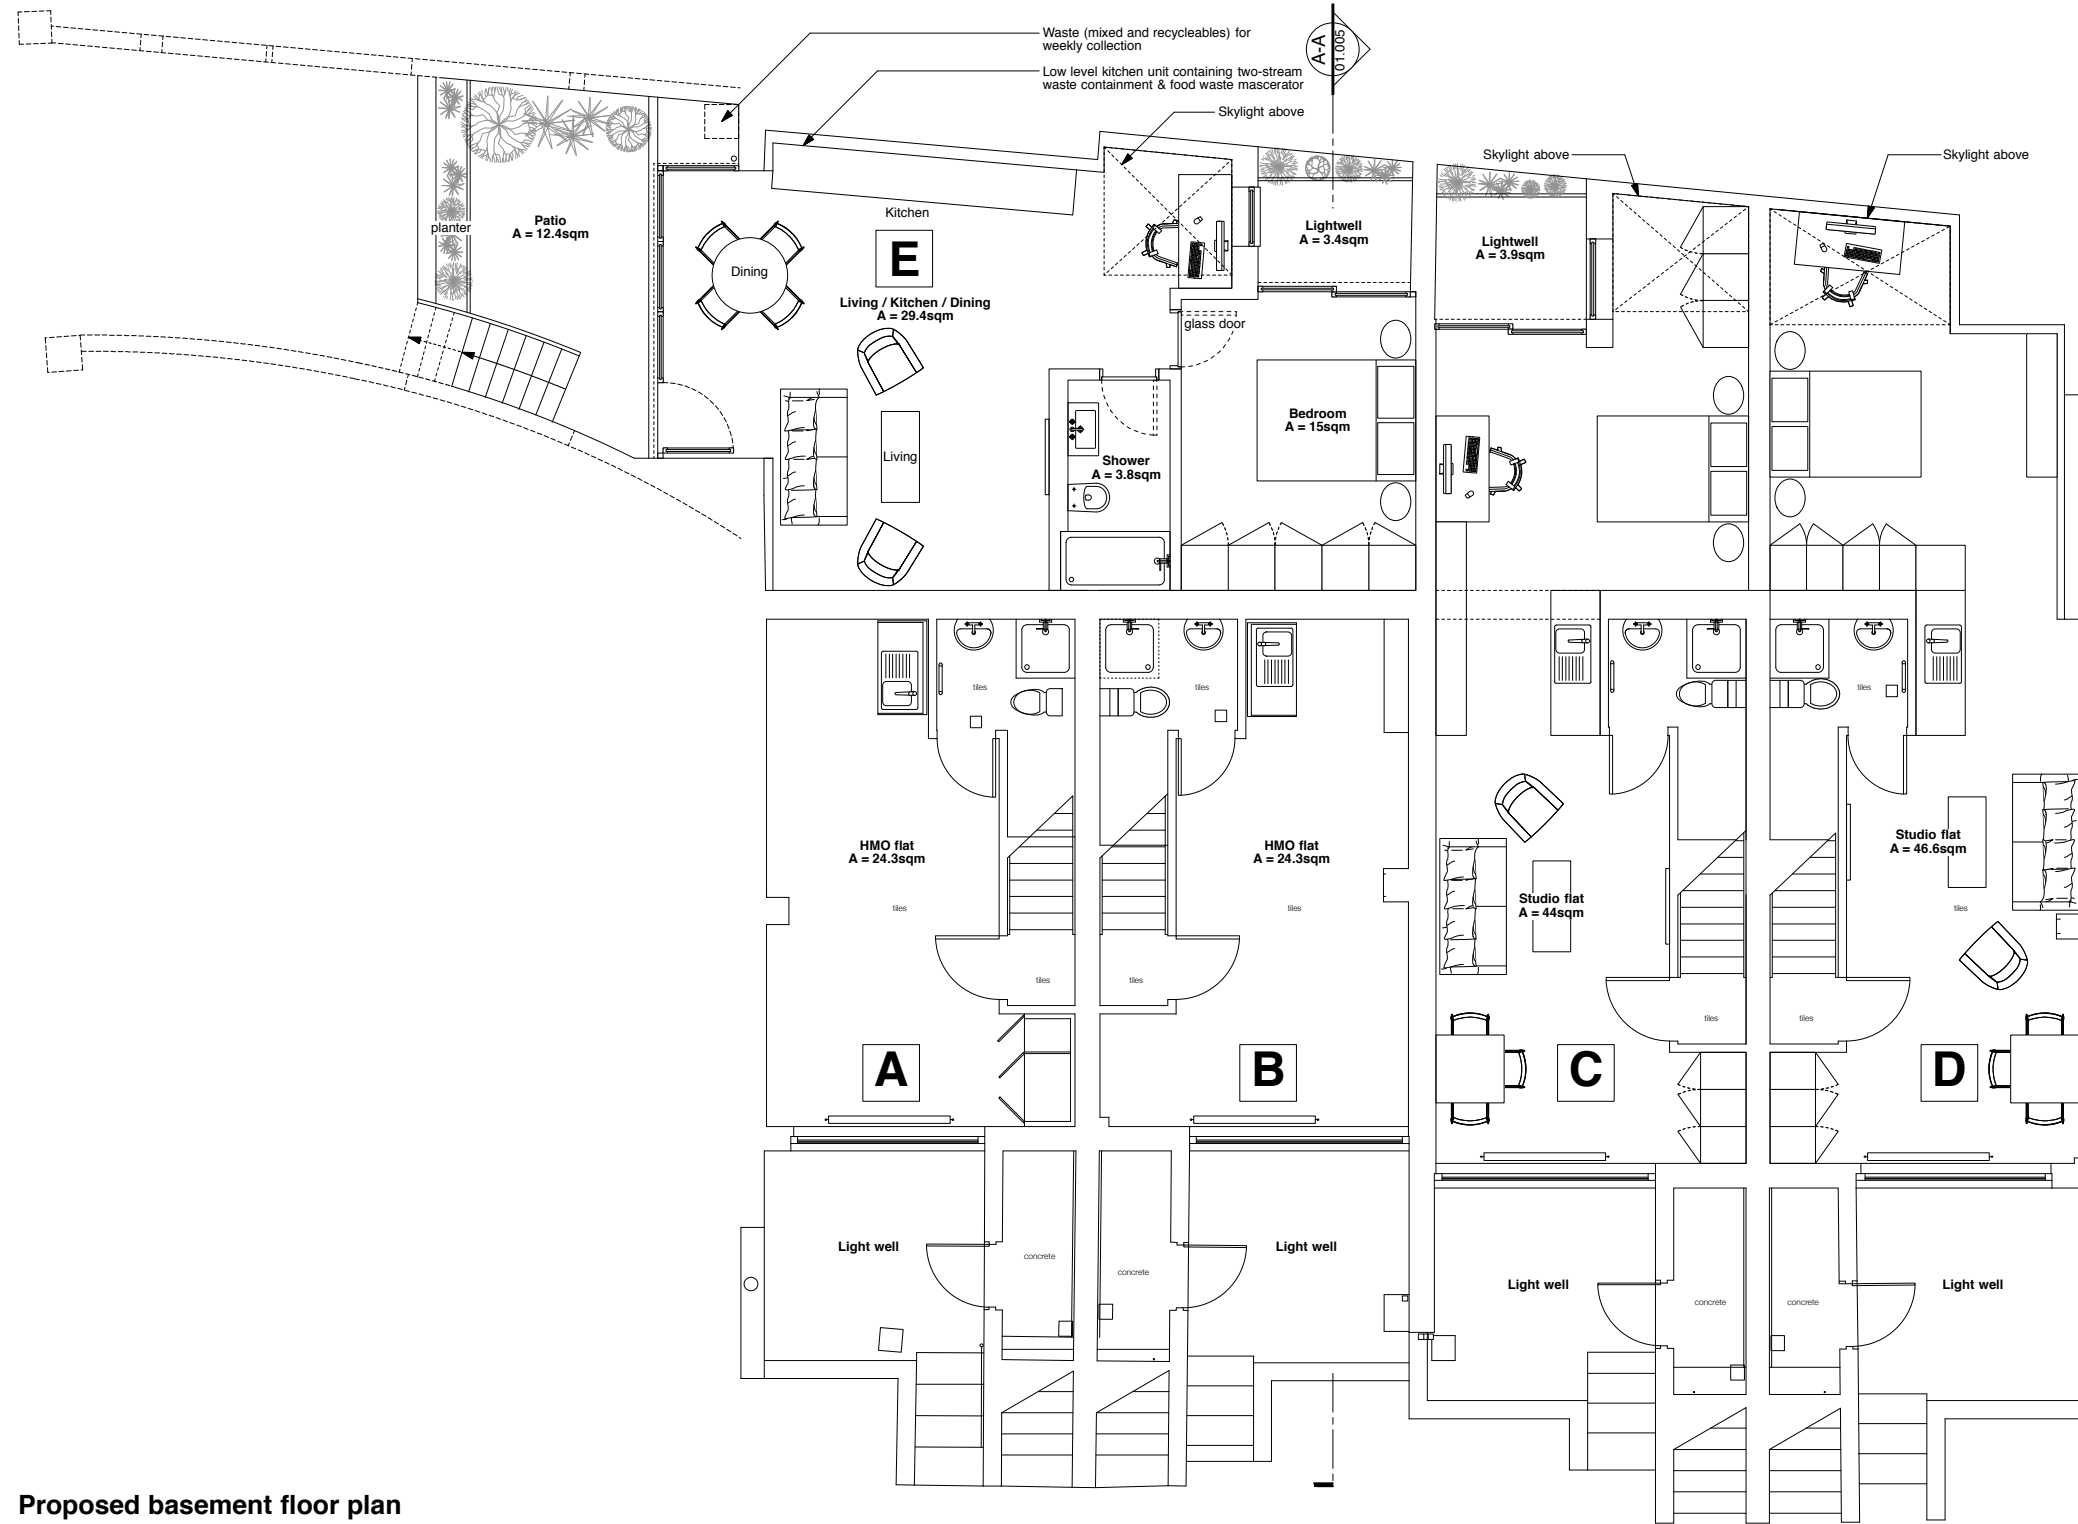 Waste (mixed and recycleables) for
weekly collection
Low level kitchen unit containing two-stream
waste containment & food waste mascerator
A-A
01.005
Skylight above
Skylight above
Skylight above
planter
Patio
A = 12.4sqm
Kitchen
E
Living / Kitchen / Dining
A = 29.4sqm
Dining
Lightwell
A = 3.4sqm
Lightwell
A = 3.9sqm
glass door
Bedroom
A = 15sqm
Living
Shower
A = 3.8sqm
tiles
tiles
tiles
HMO flat
A = 24.3sqm
HMO flat
A = 24.3sqm
Studio flat
A = 46.6sqm
Studio flat
A = 44sqm
tiles
tiles
tiles
tiles
tiles
tiles
tiles
A
B
C
D
Light well
concrete
concrete
Light well
Light well
concrete
concrete
Light well
Proposed basement floor plan